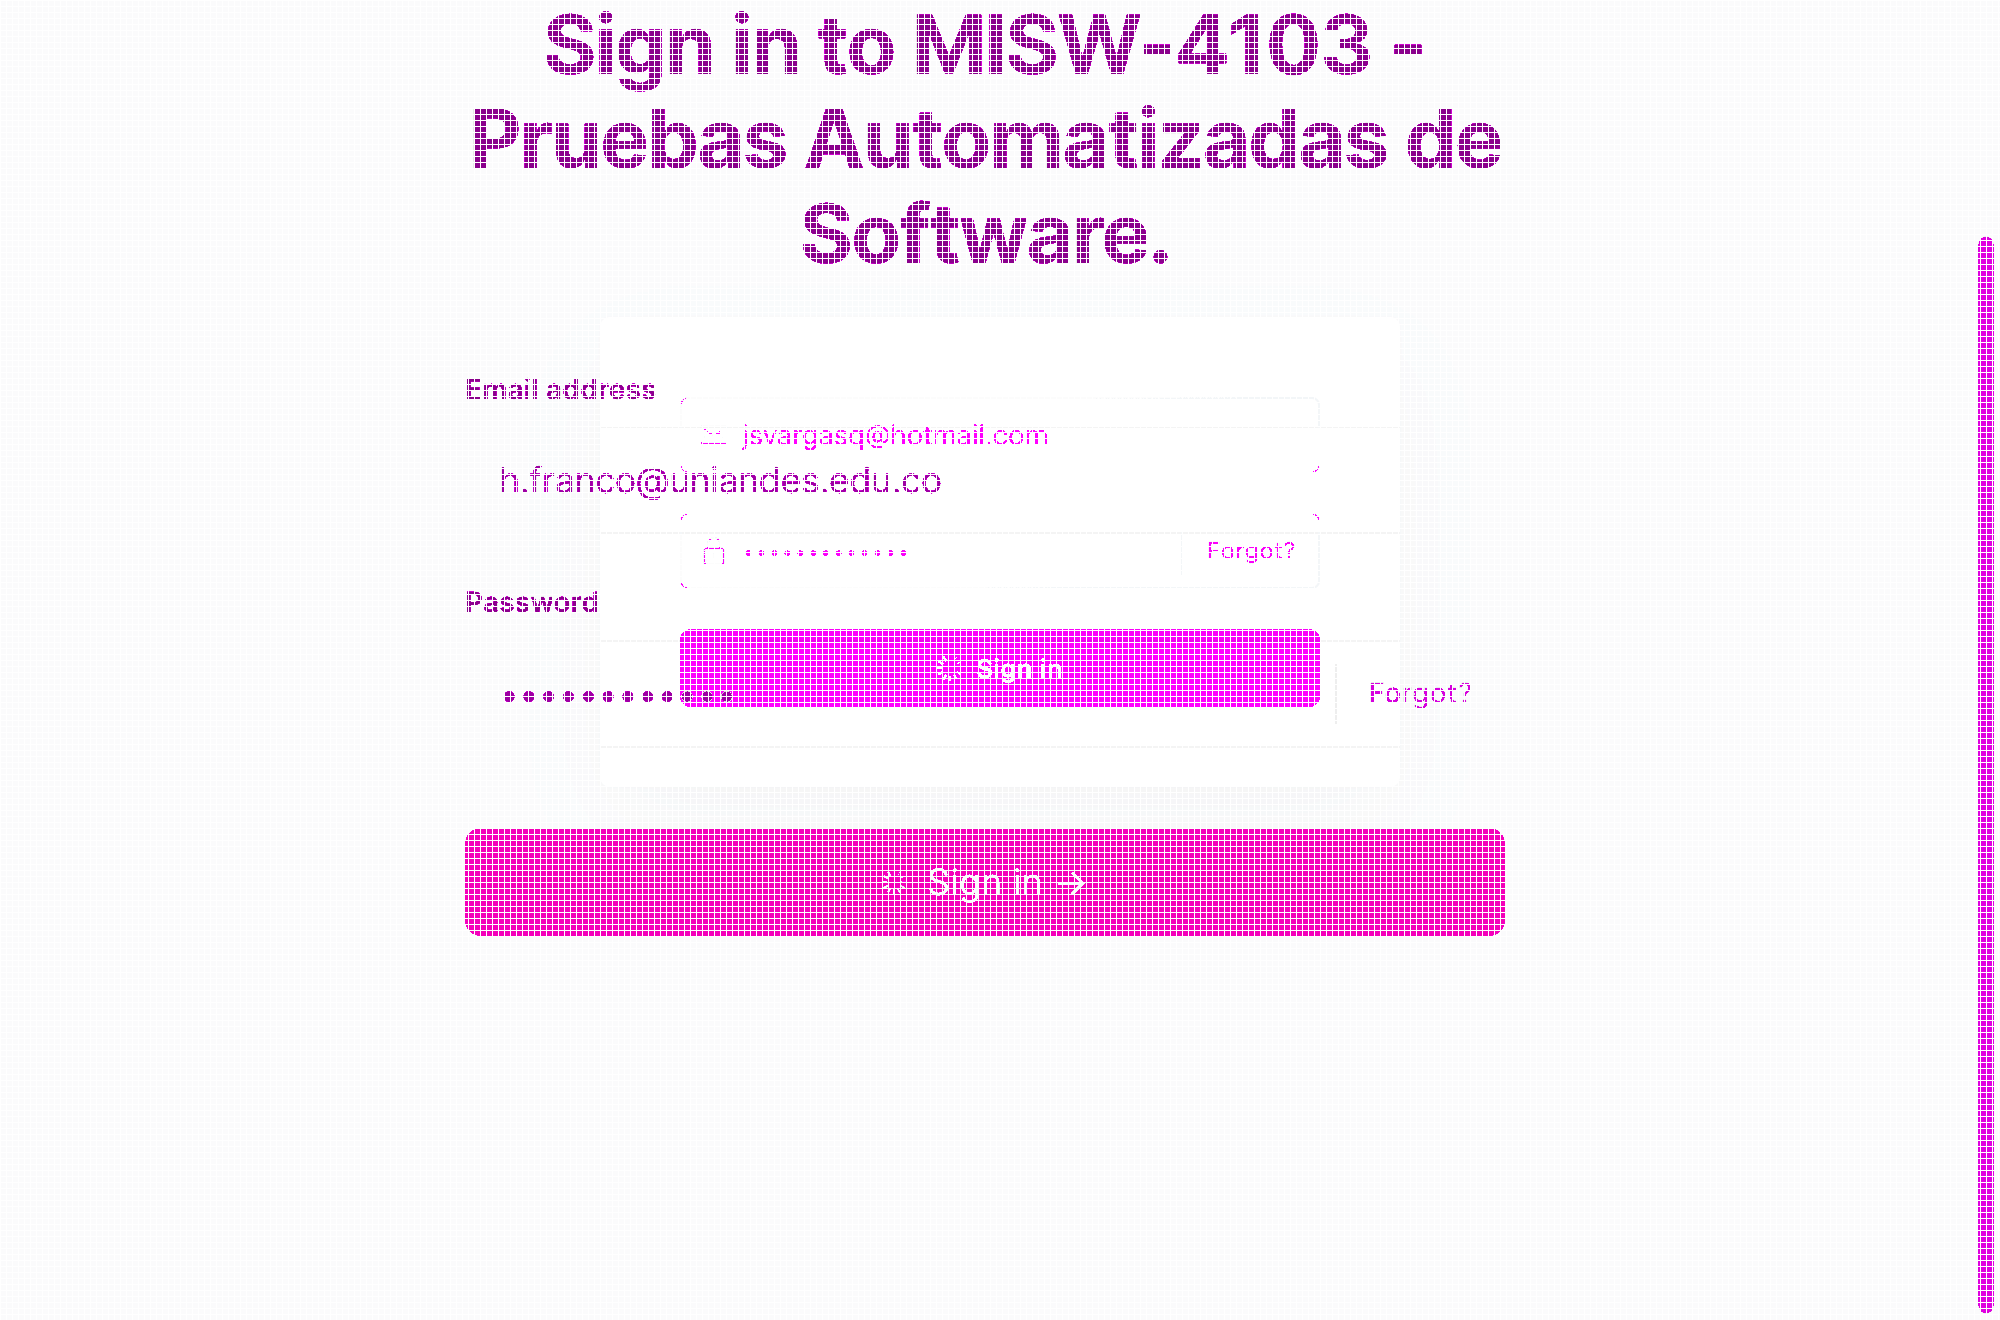 Sign in to MISW-4103 -
Pruebas Automatizadas de
Software.
Email address
jsvargasq@hotmail.com
h.franco@uniandes.edu.co
••••••••••••• Forgot?
Password
Sign in
•••••••••••• Forgot?
Sign in →